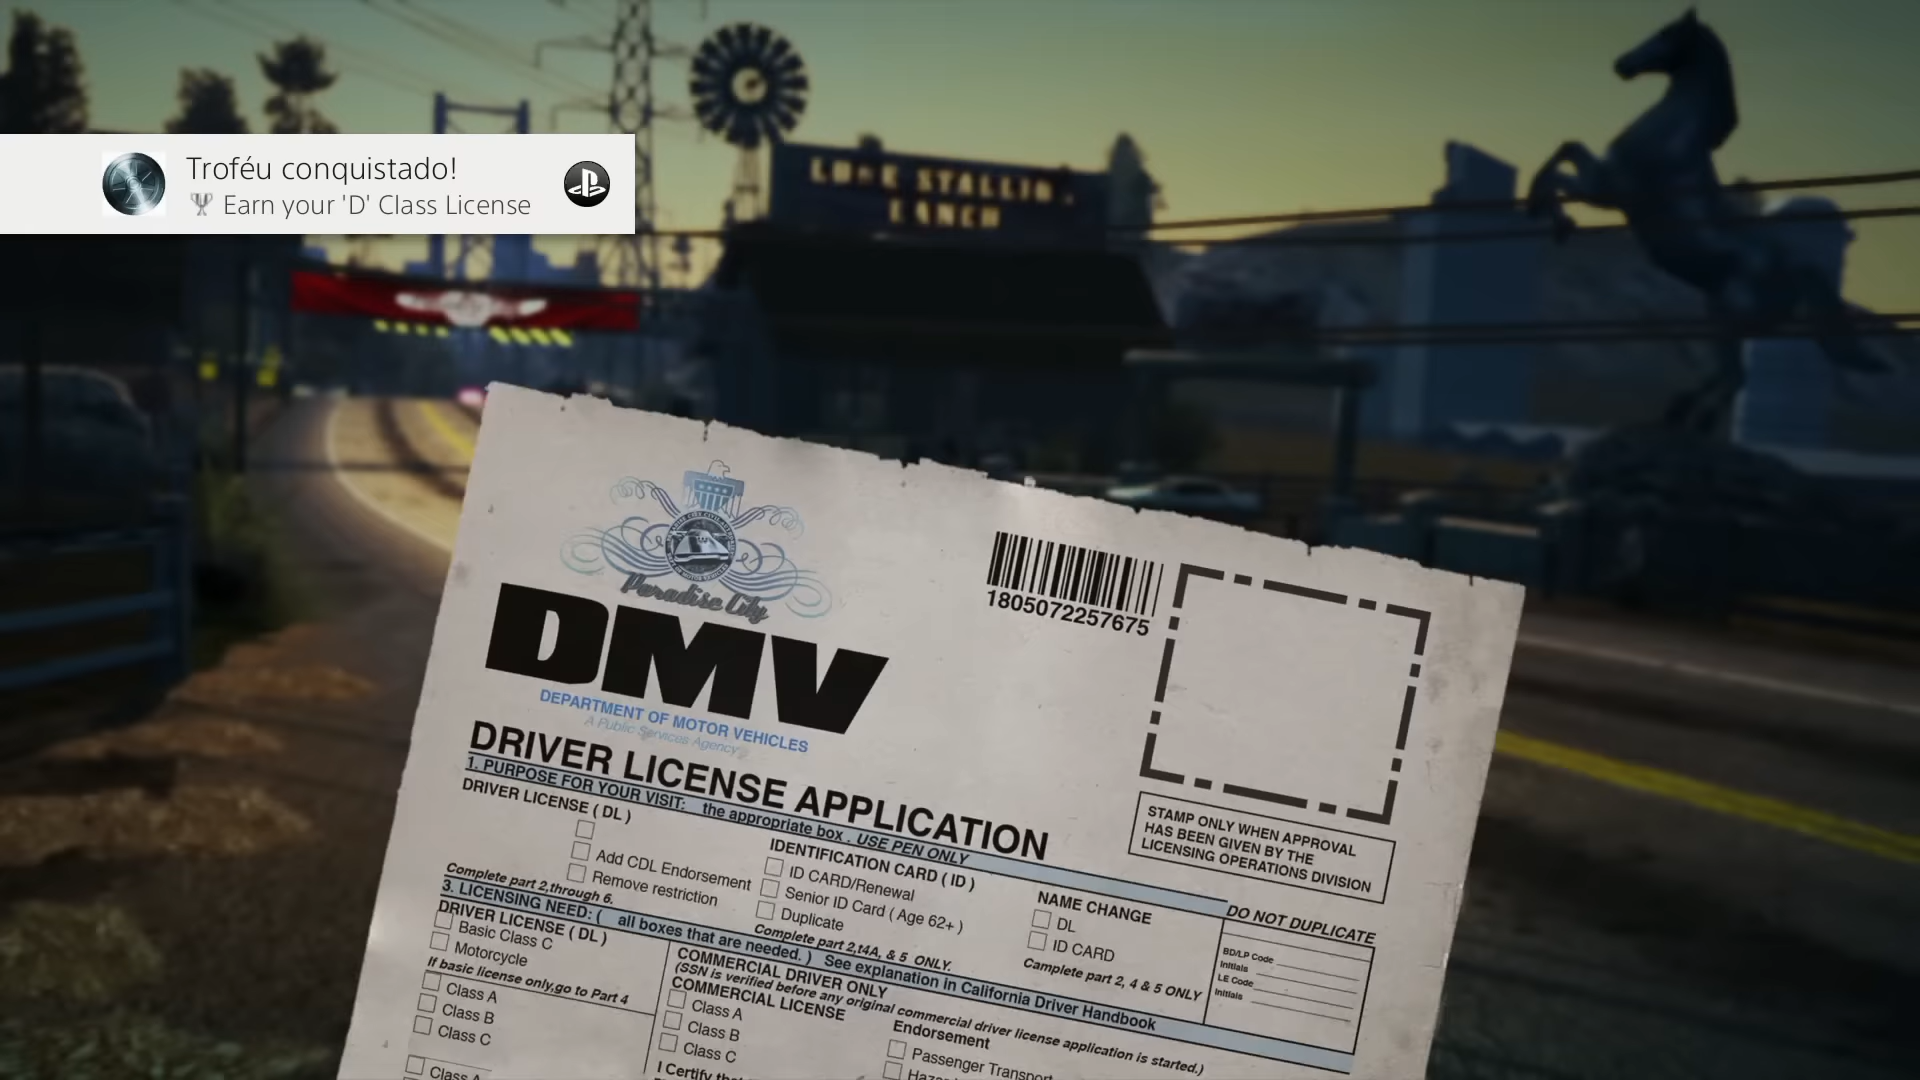 LONE STALLION
RANCH
Troféu conquistado!
Earn your 'D' Class License
Paradise City
DMV
DEPARTMENT OF MOTOR VEHICLES
A Public Services Agency
1805072257675
STAMP ONLY WHEN APPROVAL
HAS BEEN GIVEN BY THE
LICENSING OPERATIONS DIVISION
DRIVER LICENSE APPLICATION
1. PURPOSE FOR YOUR VISIT: the appropriate box . USE PEN ONLY
DRIVER LICENSE ( DL )
Add CDL Endorsement
Remove restriction
Complete part 2,through 6.
IDENTIFICATION CARD ( ID )
ID CARD/Renewal
Senior ID Card ( Age 62+ )
Duplicate
Complete part 2,14A, & 5 ONLY.
NAME CHANGE
DL
ID CARD
Camplete part 2, 4 & 5 ONLY
DO NOT DUPLICATE
BD/LP Code
Initials
LE Code
Initials
3. LICENSING NEED: ( all boxes that are needed. ) See explanation in California Driver Handbook
DRIVER LICENSE ( DL )
Basic Class C
Motorcycle
If basic license only,go to Part 4
Class A
Class B
Class C
Class A
COMMERCIAL DRIVER ONLY
(SSN is verified before any original commercial driver license application is started.)
COMMERCIAL LICENSE
Class A
Class B
Class C
I Certify
Endorsement
Passenger Transport